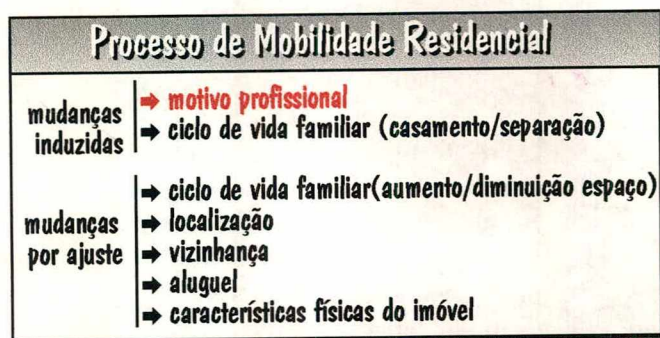 Processo de Mobilidade Residencial
mudanças induzidas
➡ motivo profissional
➡ ciclo de vida familiar (casamento/separação)
mudanças por ajuste
➡ ciclo de vida familiar(aumento/diminuição espaço)
➡ localização
➡ vizinhança
➡ aluguel
➡ características físicas do imóvel